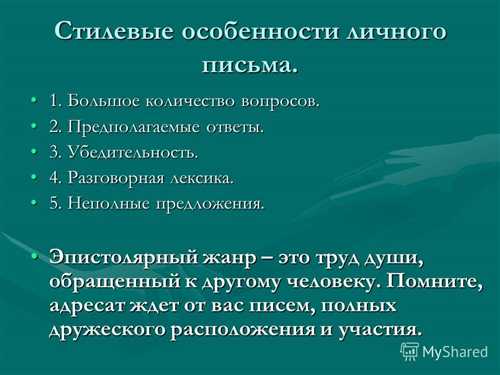 Стилевые особенности личного
письма.
• 1. Большое количество вопросов.
• 2. Предполагаемые ответы.
• 3. Убедительность.
• 4. Разговорная лексика.
• 5. Неполные предложения.
• Эпистолярный жанр – это труд души,
обращенный к другому человеку. Помните,
адресат ждет от вас писем, полных
дружеского расположения и участия.
MyShared